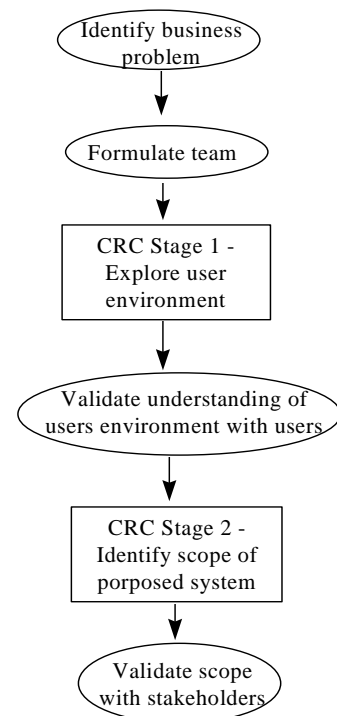 Identify business
problem
Formulate team
CRC Stage 1 -
Explore user
environment
Validate understanding of
users environment with users
CRC Stage 2 -
Identify scope of
porposed system
Validate scope
with stakeholders